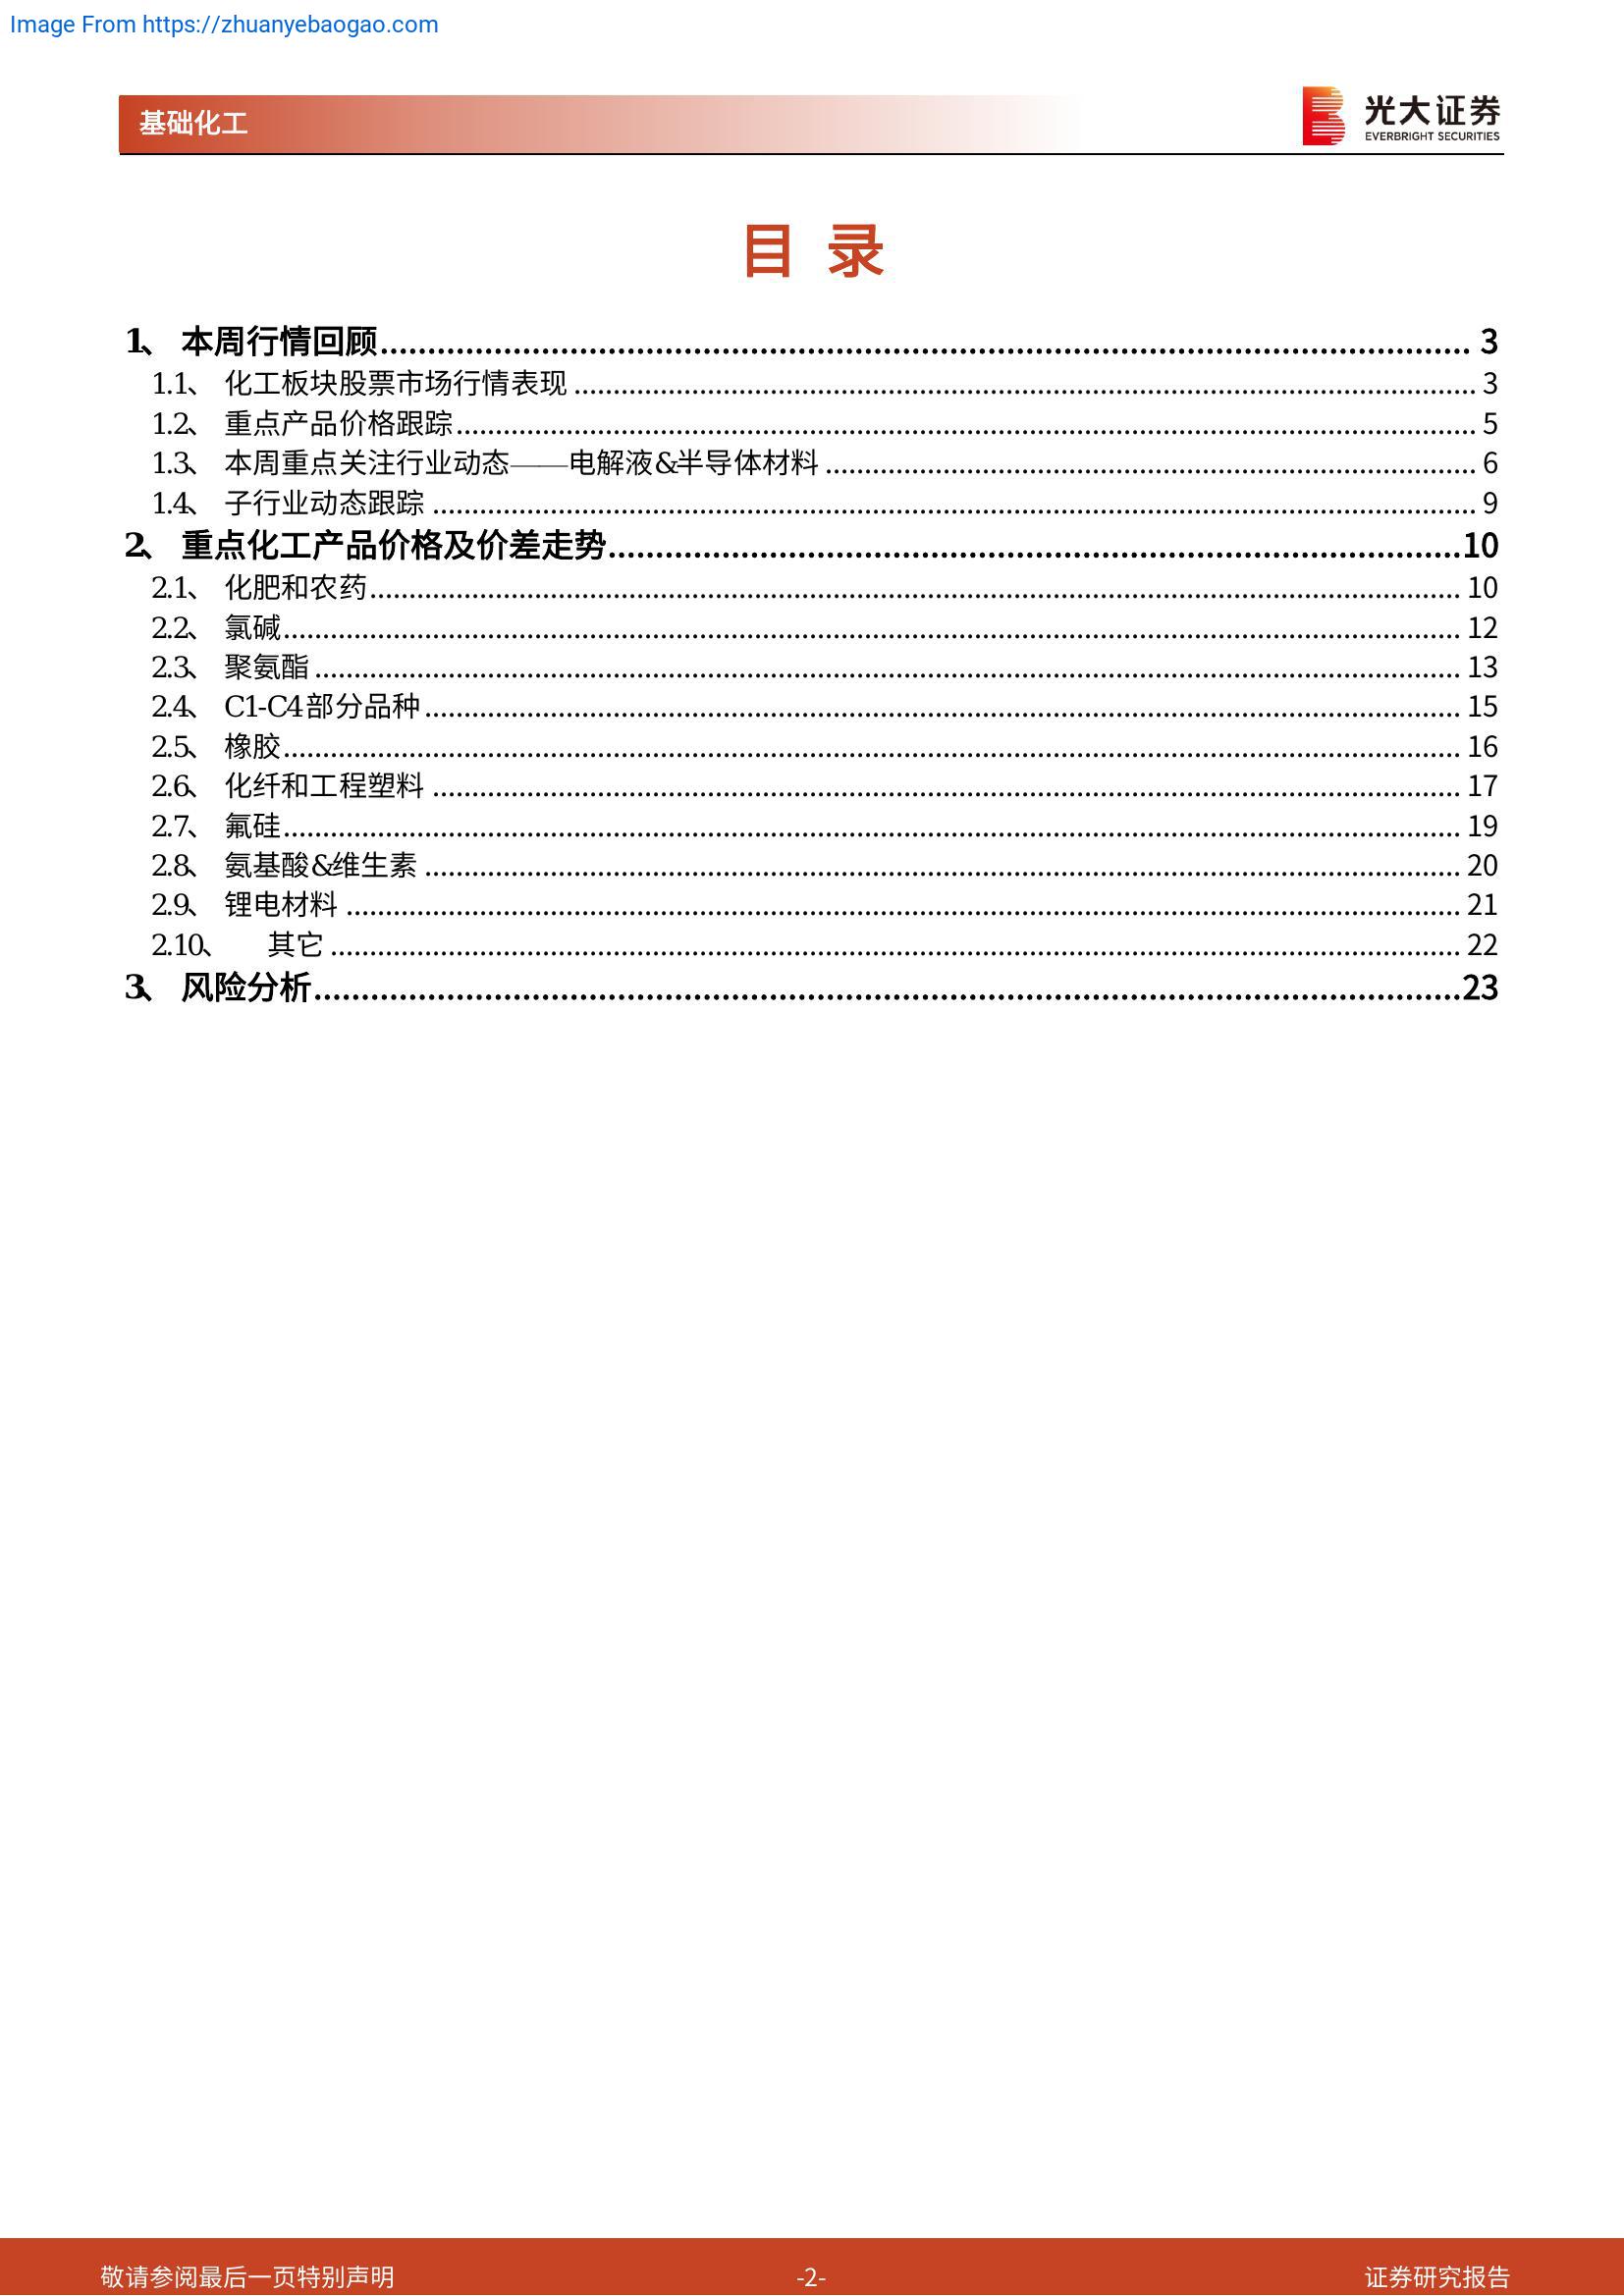 Image From https://zhuanyebaogao.com
基础化工
光大证券
EVERBRIGHT SECURITIES
目 录
1、 本周行情回顾 3
1.1、 化工板块股票市场行情表现 3
1.2、 重点产品价格跟踪 5
1.3、 本周重点关注行业动态——电解液&半导体材料 6
1.4、 子行业动态跟踪 9
2、 重点化工产品价格及价差走势 10
2.1、 化肥和农药 10
2.2、 氯碱 12
2.3、 聚氨酯 13
2.4、 C1-C4部分品种 15
2.5、 橡胶 16
2.6、 化纤和工程塑料 17
2.7、 氟硅 19
2.8、 氨基酸&维生素 20
2.9、 锂电材料 21
2.10、 其它 22
3、 风险分析 23
敬请参阅最后一页特别声明 -2- 证券研究报告